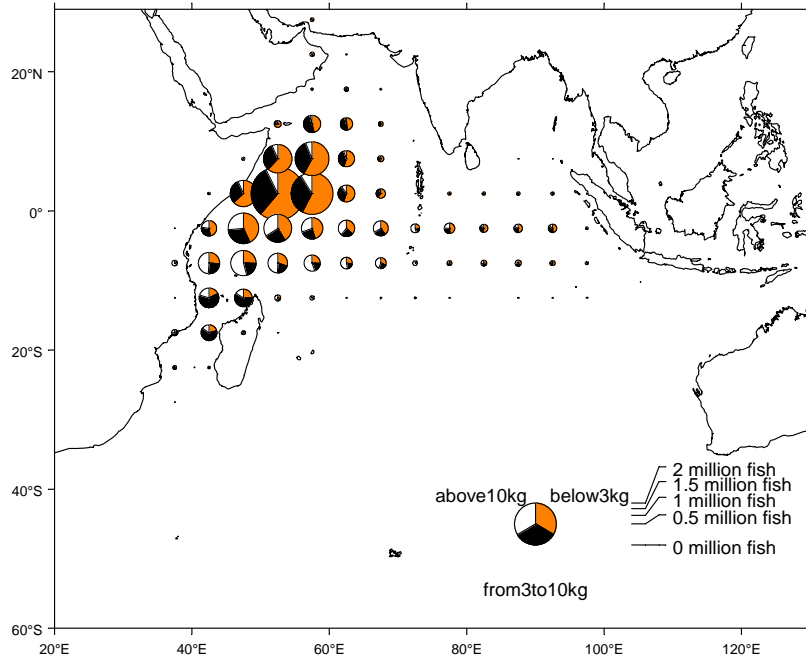 20°N
0°
20°S
40°S
60°S
2 million fish
1.5 million fish
above10kg
below3kg
1 million fish
0.5 million fish
0 million fish
from3to10kg
20°E
40°E
60°E
80°E
100°E
120°E